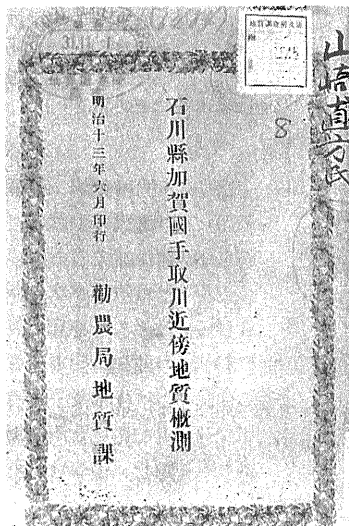 山崎直方氏
石川縣加賀國手取川近傍地質概測
明治十三年六月印行
勸農局地質課
8